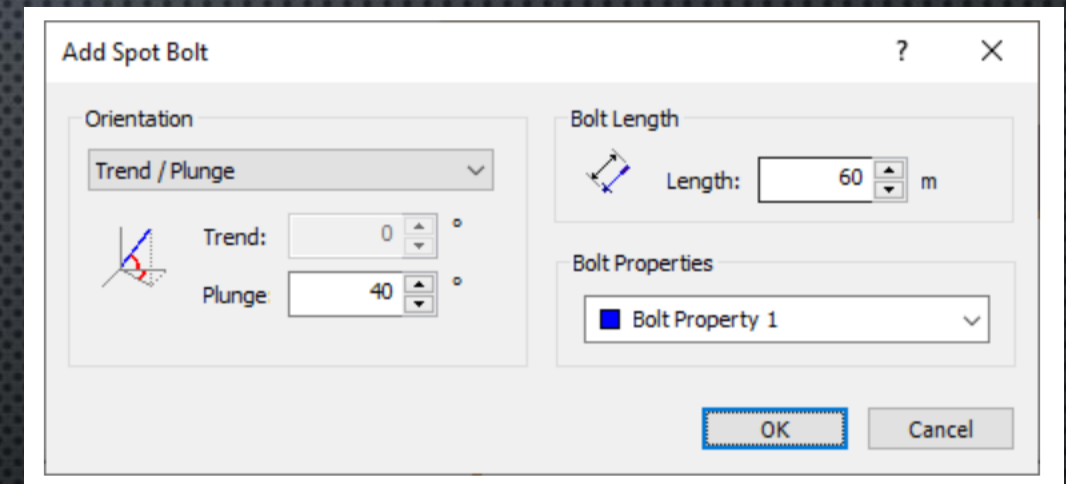 Add Spot Bolt ?
Orientation
Trend / Plunge
Trend: 0 °
Plunge: 40 °
Bolt Length
Length: 60 m
Bolt Properties
Bolt Property 1
OK Cancel